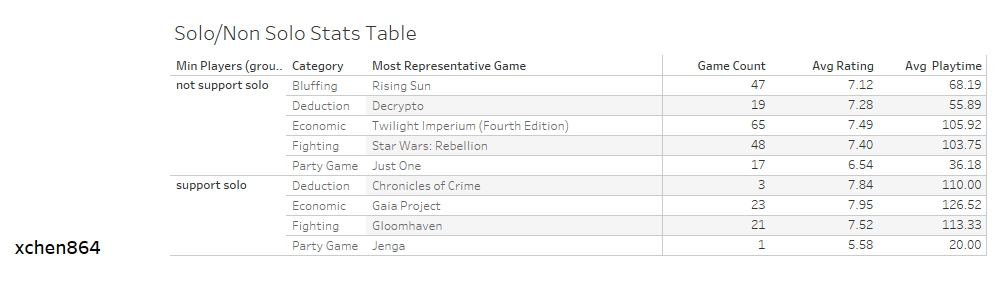 Solo/Non Solo Stats Table
Min Players (grou.. Category Most Representative Game Game Count Avg Rating Avg Playtime
not support solo Bluffing Rising Sun 47 7.12 68.19
Deduction Decrypto 19 7.28 55.89
Economic Twilight Imperium (Fourth Edition) 65 7.49 105.92
Fighting Star Wars: Rebellion 48 7.40 103.75
Party Game Just One 17 6.54 36.18
support solo Deduction Chronicles of Crime 3 7.84 110.00
Economic Gaia Project 23 7.95 126.52
Fighting Gloomhaven 21 7.52 113.33
Party Game Jenga 1 5.58 20.00
xchen864